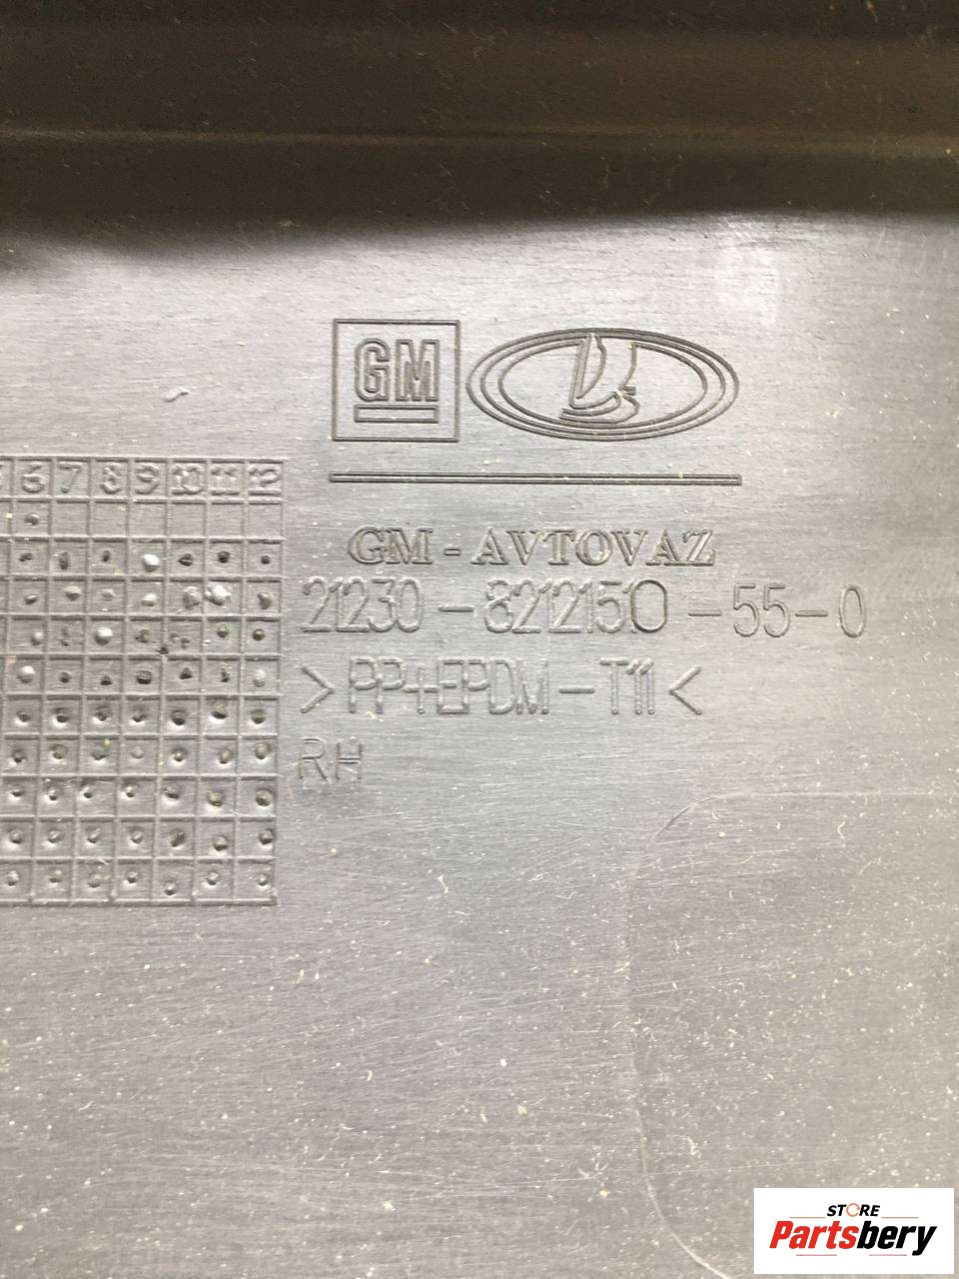 GM
6 7 8 9 10 11 12
GM - AVTOVAZ
21230-8212151О-55-0
>PP+EPDM-T11<
RH
STORE
Partsbery